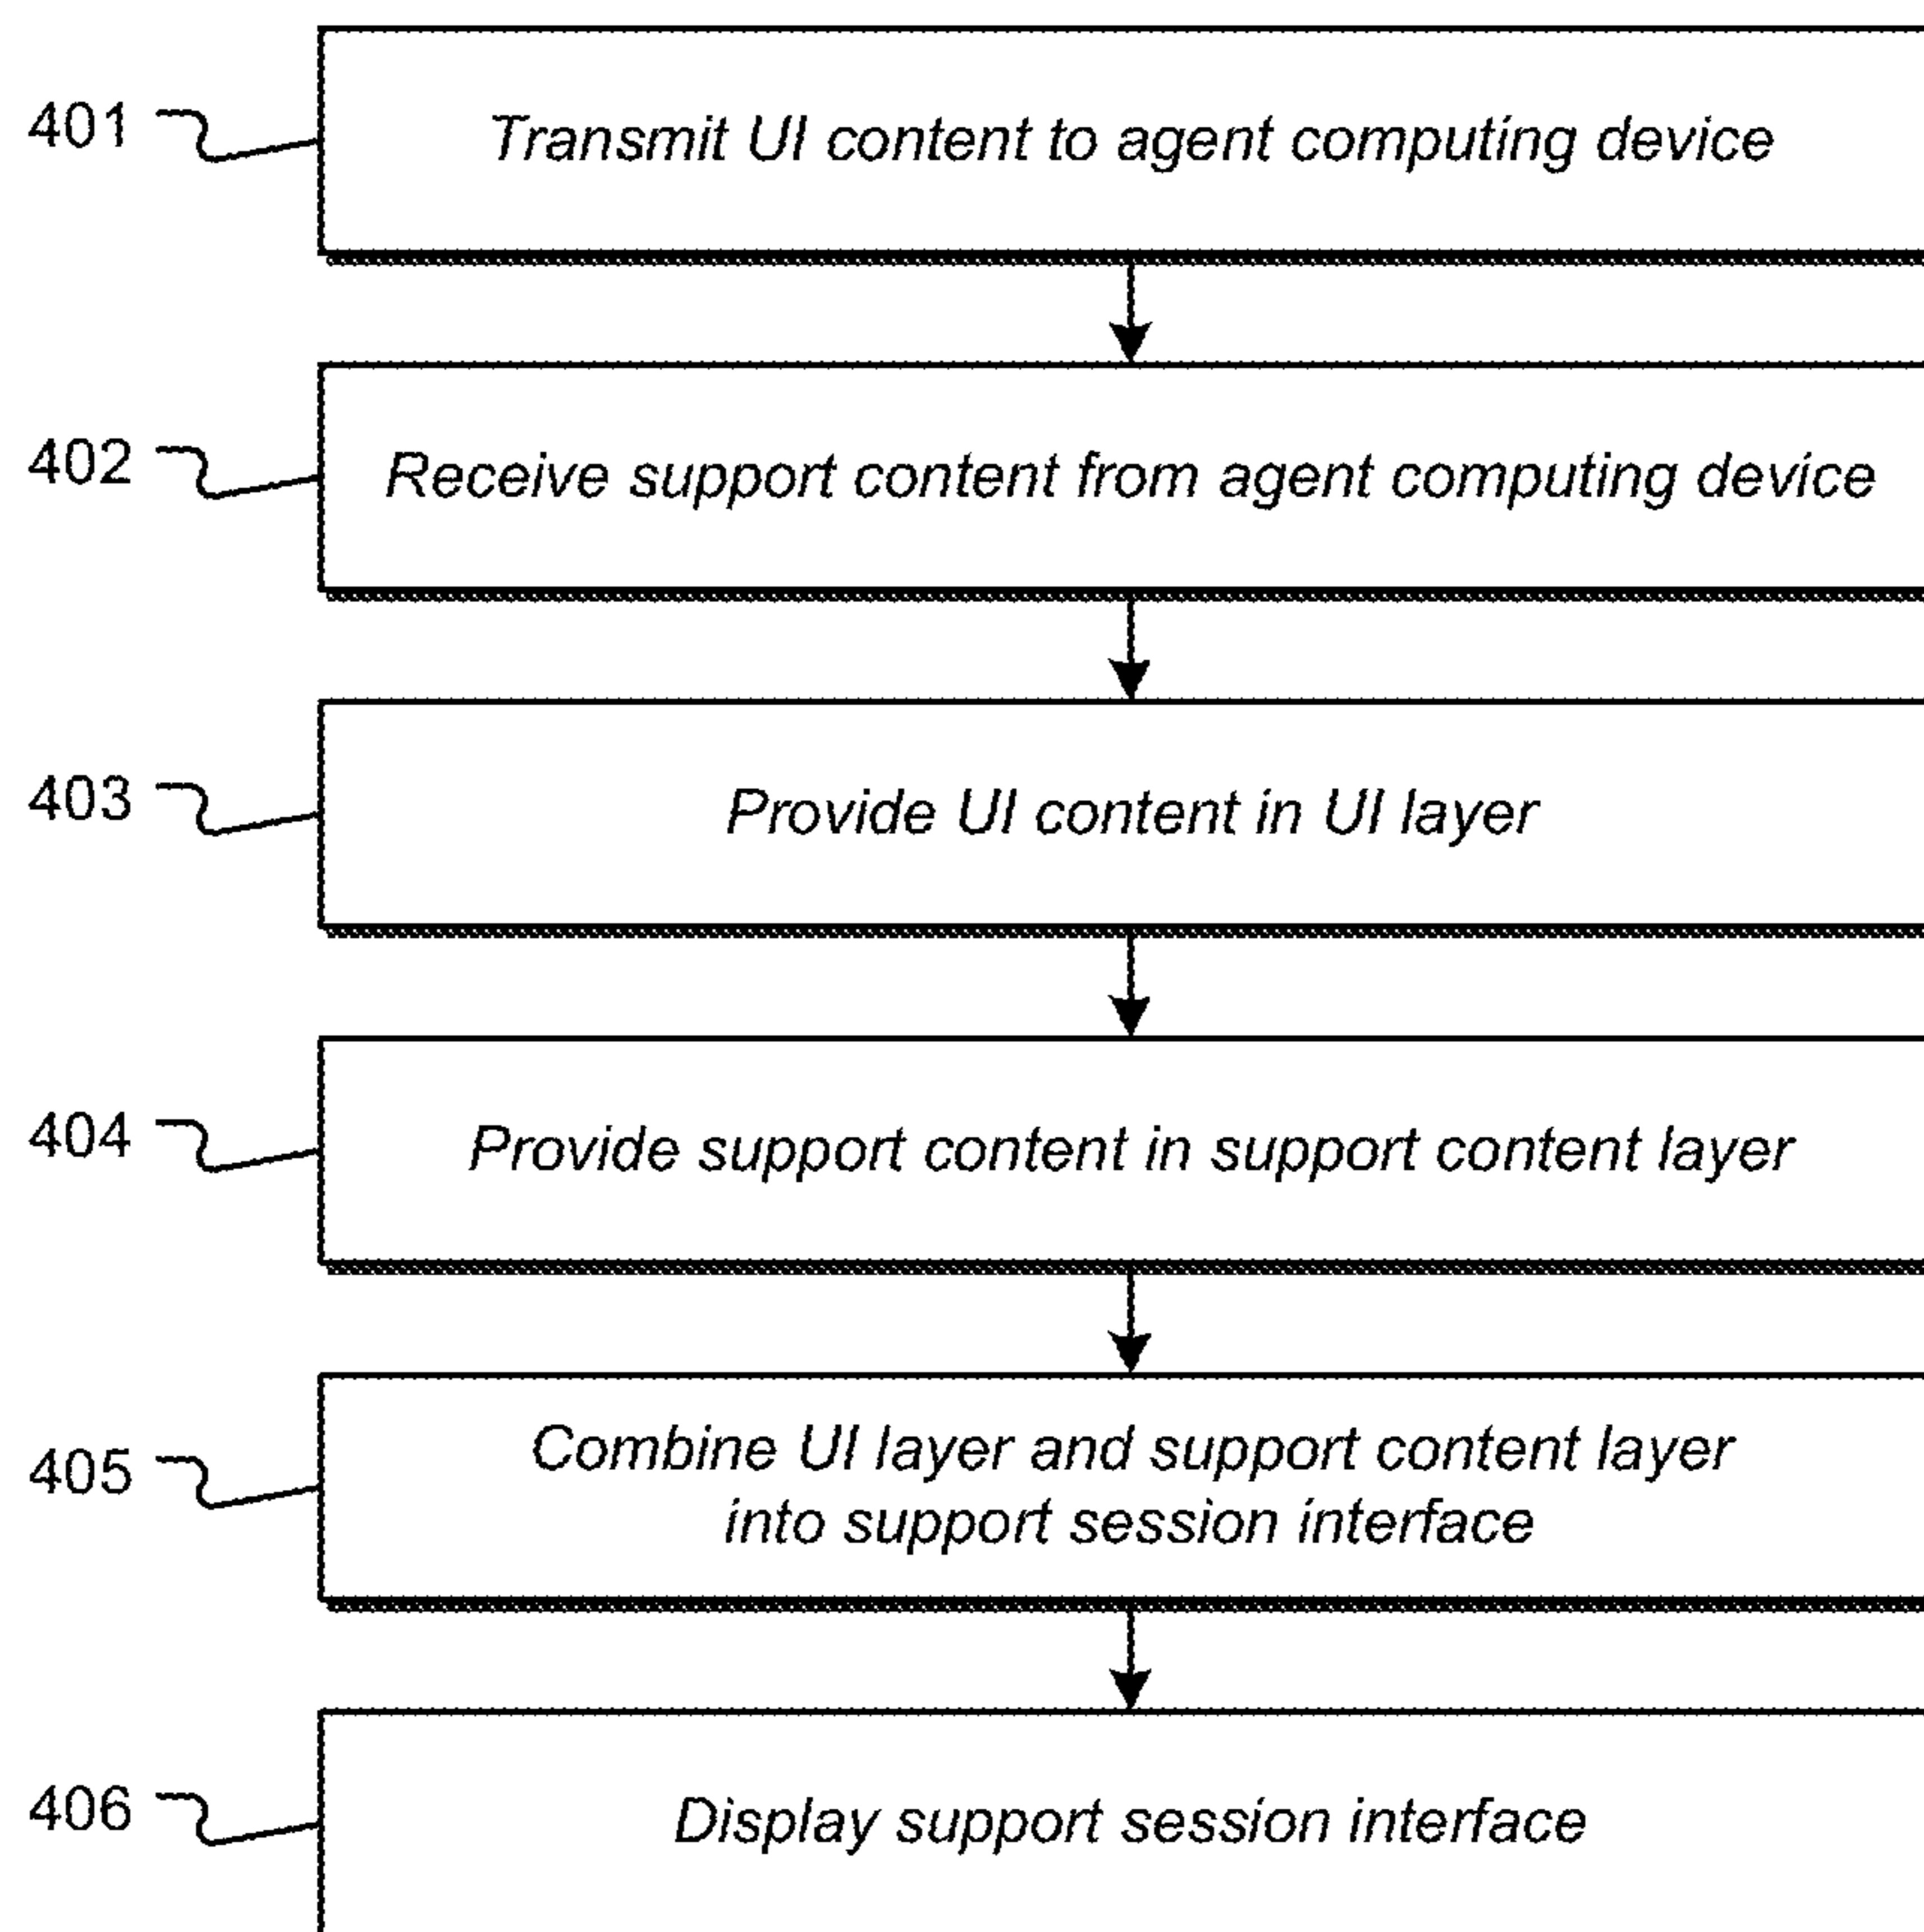 401
Transmit UI content to agent computing device
402
Receive support content from agent computing device
403
Provide UI content in UI layer
404
Provide support content in support content layer
405
Combine UI layer and support content layer
into support session interface
406
Display support session interface